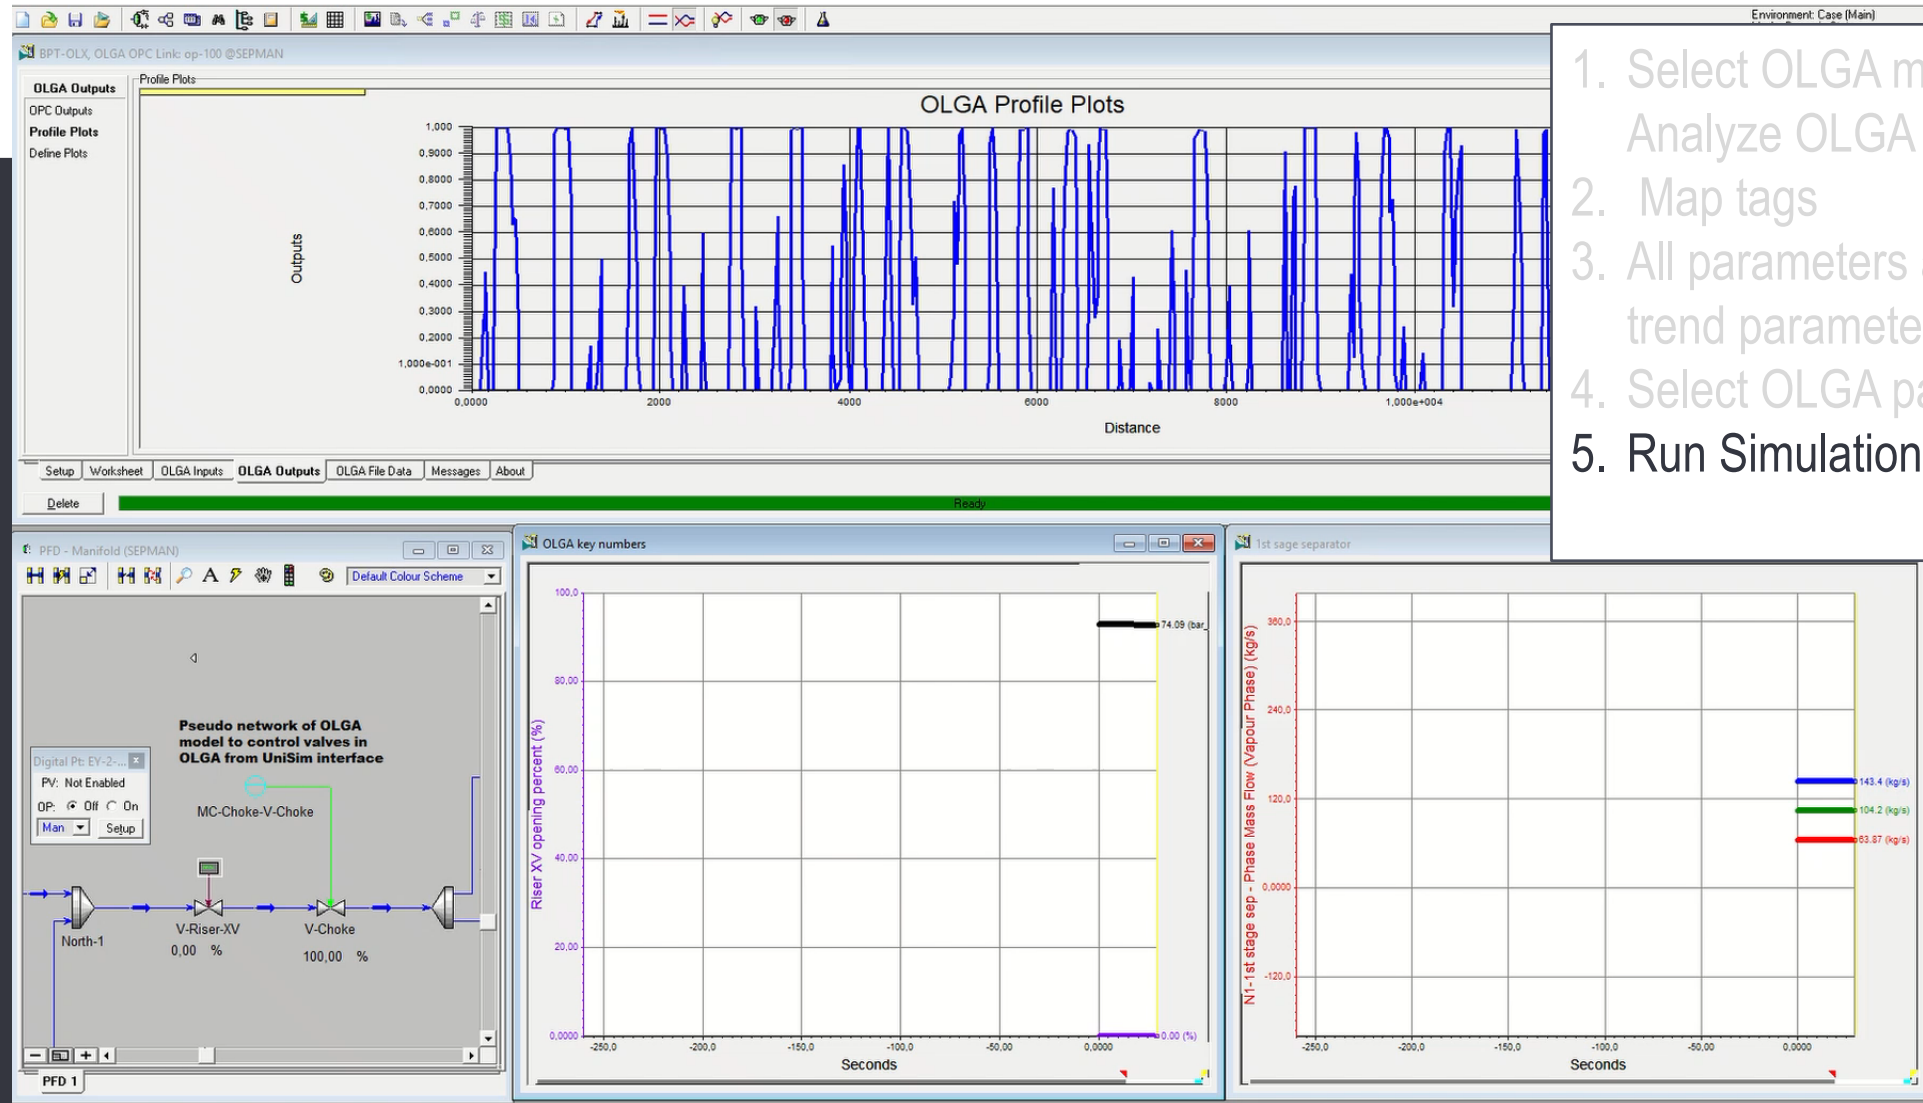 Environment: Case (Main)
BPT-OLX, OLGA OPC Link: op-100 @SEPMAN
OLGA Outputs
OPC Outputs
Profile Plots
Define Plots
Profile Plots
OLGA Profile Plots
Outputs
1,000
0,9000
0,8000
0,7000
0,6000
0,5000
0,4000
0,3000
0,2000
1,000e-001
0,0000
0,0000
2000
4000
6000
8000
1,000e+004
Distance
Setup
Worksheet
OLGA Inputs
OLGA Outputs
OLGA File Data
Messages
About
Delete
Ready
1. Select OLGA m
Analyze OLGA
2. Map tags
3. All parameters
trend paramete
4. Select OLGA pa
5. Run Simulation
PFD - Manifold (SEPMAN)
Default Colour Scheme
Pseudo network of OLGA
model to control valves in
OLGA from UniSim interface
Digital Pt: EY-2-...
PV: Not Enabled
OP: Off On
Man
Setup
MC-Choke-V-Choke
North-1
V-Riser-XV
0,00 %
V-Choke
100,00 %
PFD 1
OLGA key numbers
Riser XV opening percent (%)
100,0
80,00
60,00
40,00
20,00
0,0000
74.09 (bar_
0.00 (%)
-250,0
-200,0
-150,0
-100,0
-50,00
0,0000
Seconds
1st sage separator
N1-1st stage sep - Phase Mass Flow (Vapour Phase) (kg/s)
360,0
240,0
120,0
0,0000
-120,0
143.4 (kg/s)
104.2 (kg/s)
63.87 (kg/s)
-250,0
-200,0
-150,0
-100,0
-50,00
0,0000
Seconds